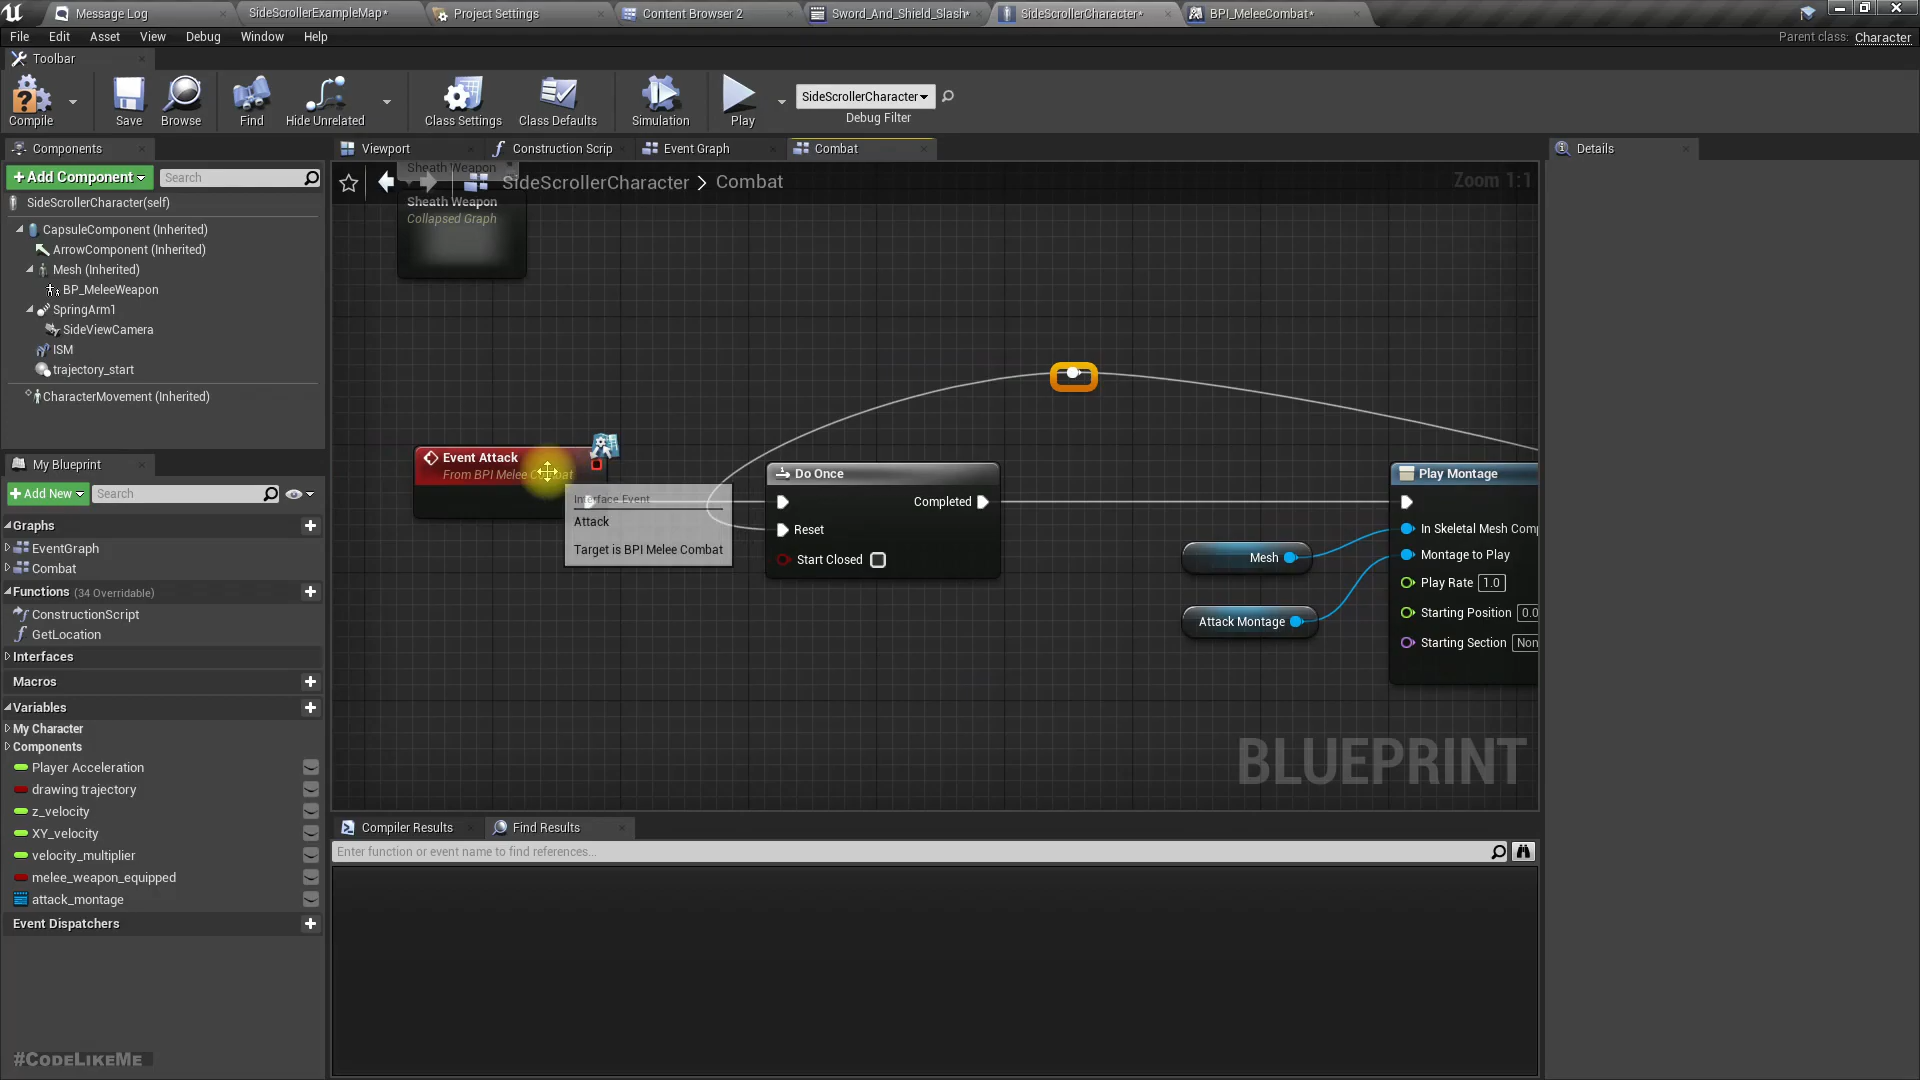 Message Log
SideScrollerExampleMap*
Project Settings
Content Browser 2
Sword_And_Shield_Slash*
SideScrollerCharacter*
BPI_MeleeCombat*
File Edit Asset View Debug Window Help
Parent class: Character
Toolbar
Compile
Save
Browse
Find
Hide Unrelated
Class Settings
Class Defaults
Simulation
Play
SideScrollerCharacter
Debug Filter
Components
Viewport
Construction Scrip
Event Graph
Combat
Details
+Add Component
Search
SideScrollerCharacter > Combat
Zoom 1:1
SideScrollerCharacter(self)
CapsuleComponent (Inherited)
ArrowComponent (Inherited)
Mesh (Inherited)
BP_MeleeWeapon
SpringArm1
SideViewCamera
ISM
trajectory_start
CharacterMovement (Inherited)
Sheath Weapon
Sheath Weapon
Collapsed Graph
Event Attack
From BPI Melee Combat
Interface Event
Attack
Target is BPI Melee Combat
Do Once
Completed
Reset
Start Closed
Mesh
Attack Montage
Play Montage
In Skeletal Mesh Comp
Montage to Play
Play Rate 1.0
Starting Position 0.0
Starting Section Non
BLUEPRINT
My Blueprint
+Add New
Search
Graphs
EventGraph
Combat
Functions (34 Overridable)
ConstructionScript
GetLocation
Interfaces
Macros
Variables
My Character
Components
Player Acceleration
drawing trajectory
z_velocity
XY_velocity
velocity_multiplier
melee_weapon_equipped
attack_montage
Event Dispatchers
Compiler Results
Find Results
Enter function or event name to find references...
#CODELIKEME